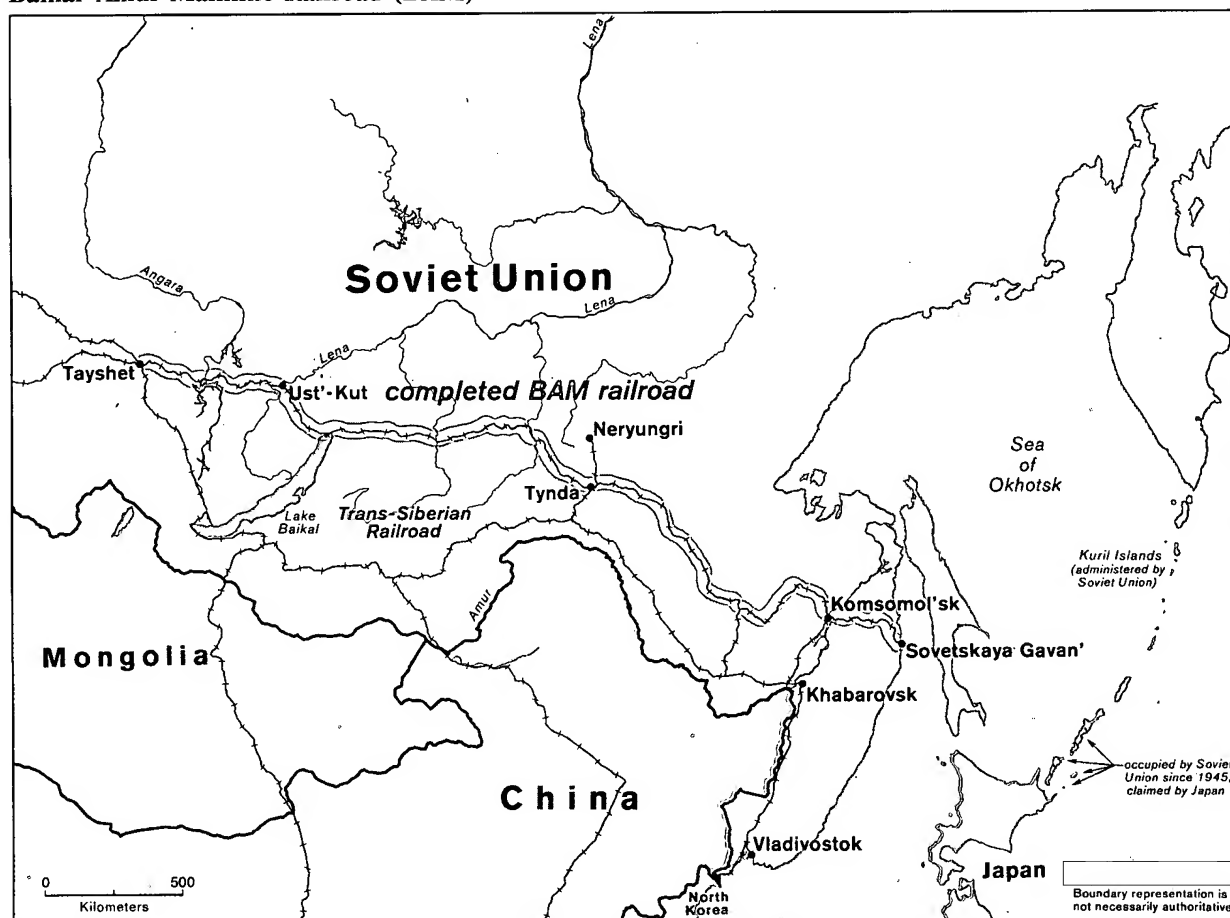 Lena
Angara
Soviet Union
Lena
Lena
Tayshet
Ust'-Kut
completed BAM railroad
Neryungri
Sea
of
Okhotsk
Tynda
Lake
Baikal
Trans-Siberian
Railroad
Kuril Islands
(administered by
Soviet Union)
Amur
Komsomol'sk
Mongolia
Sovetskaya Gavan'
Khabarovsk
occupied by Soviet
Union since 1945,
claimed by Japan
China
Vladivostok
Japan
0 500
Kilometers
North
Korea
Boundary representation is
not necessarily authoritative